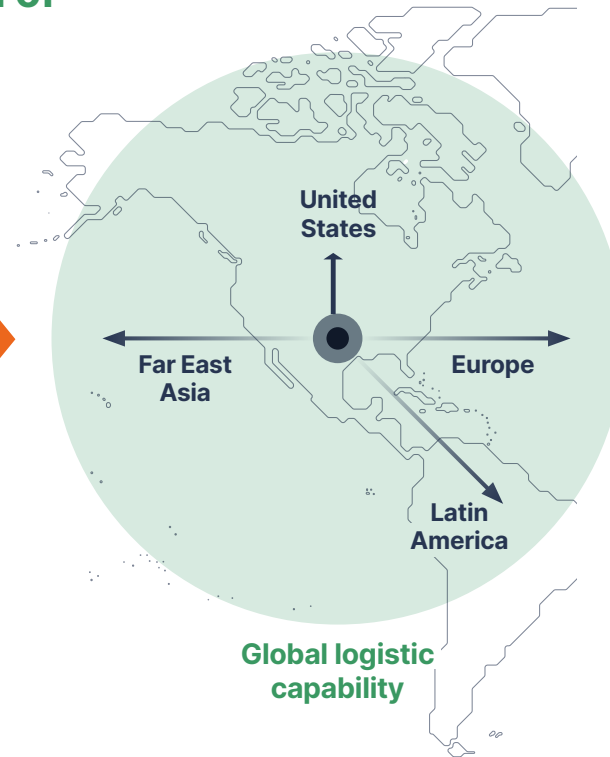 United
States
Far East
Asia
Europe
Latin
America
Global logistic
capability